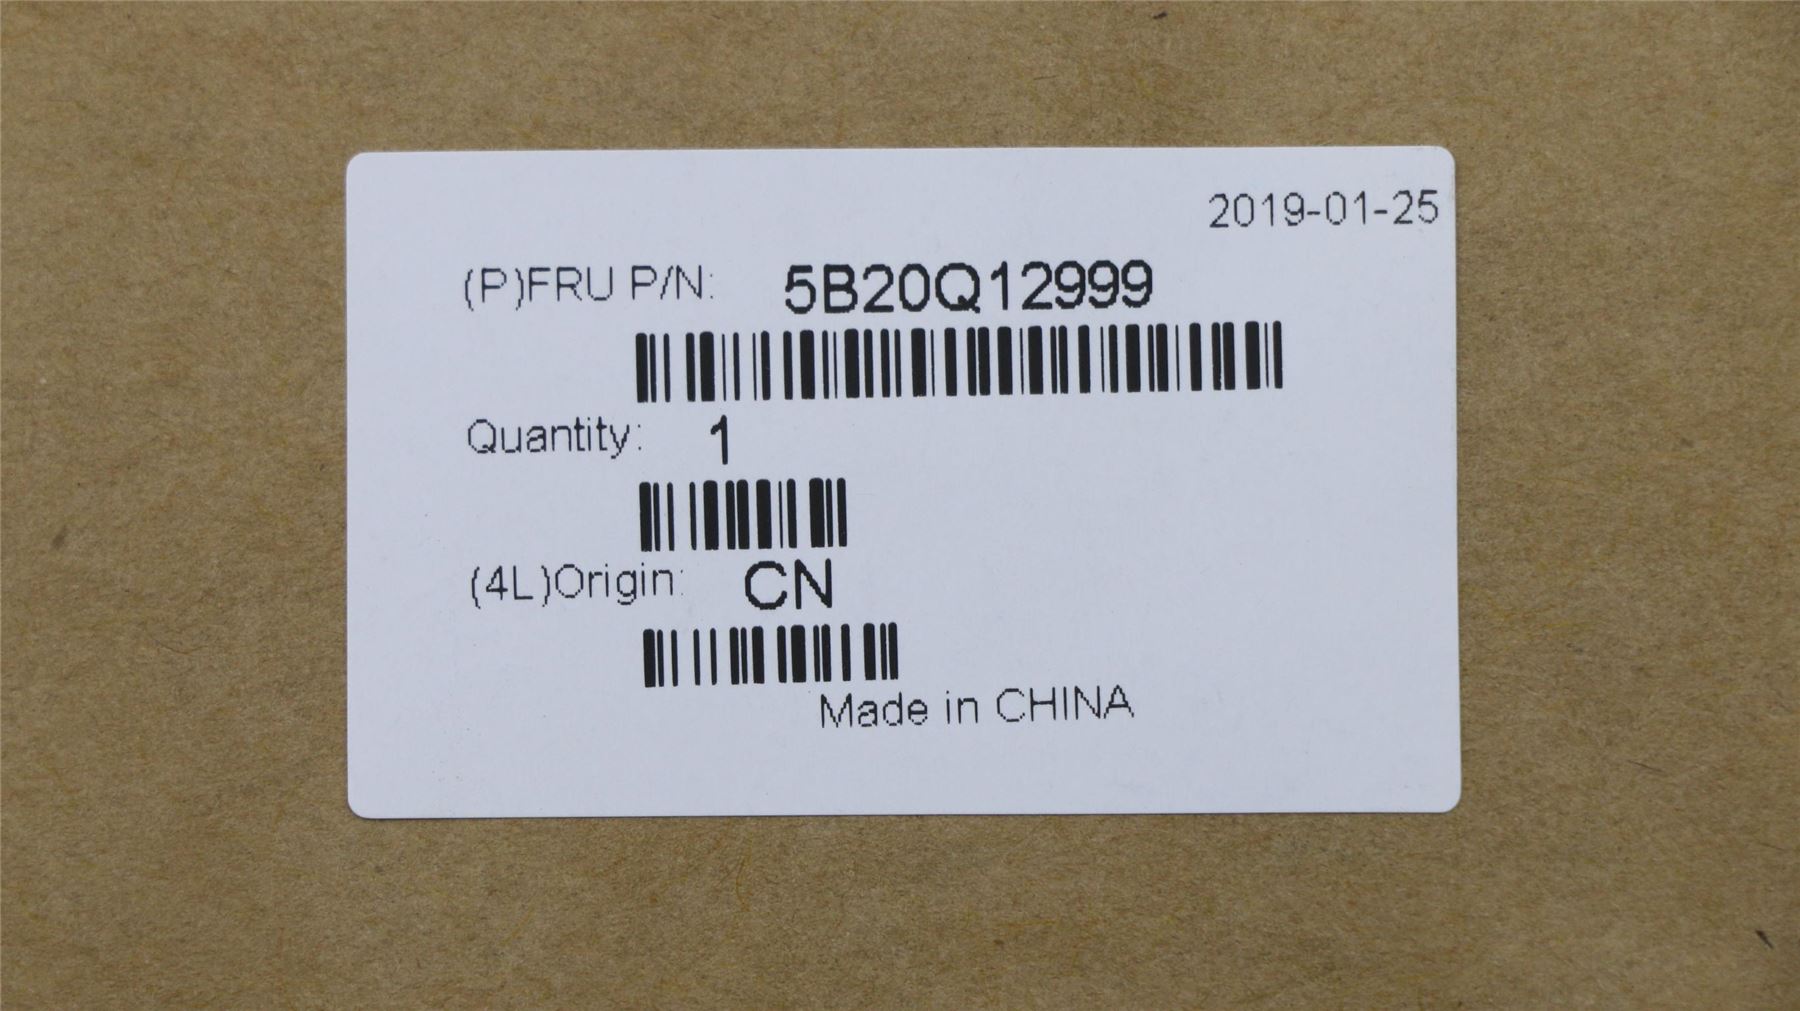 2019-01-25
(P)FRU P/N: 5B20Q12999
Quantity: 1
(4L)Origin: CN
Made in CHINA